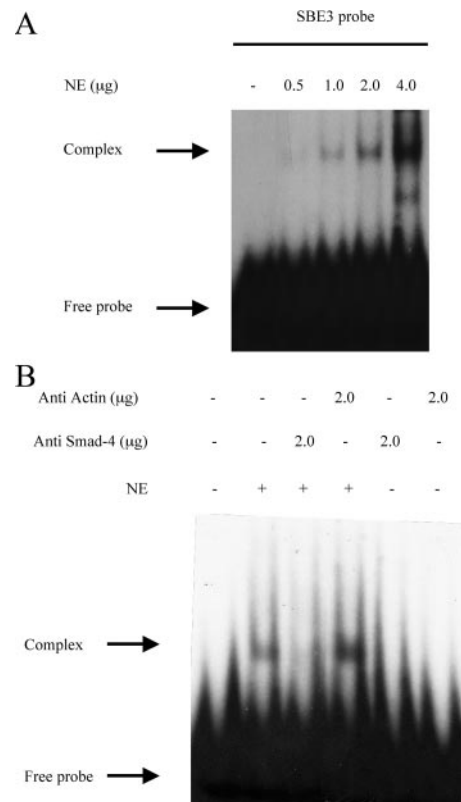 A
SBE3 probe
NE (μg) - 0.5 1.0 2.0 4.0
Complex
Free probe
B
Anti Actin (μg) - - - 2.0 - 2.0
Anti Smad-4 (μg) - - 2.0 - 2.0 -
NE - + + + - -
Complex
Free probe